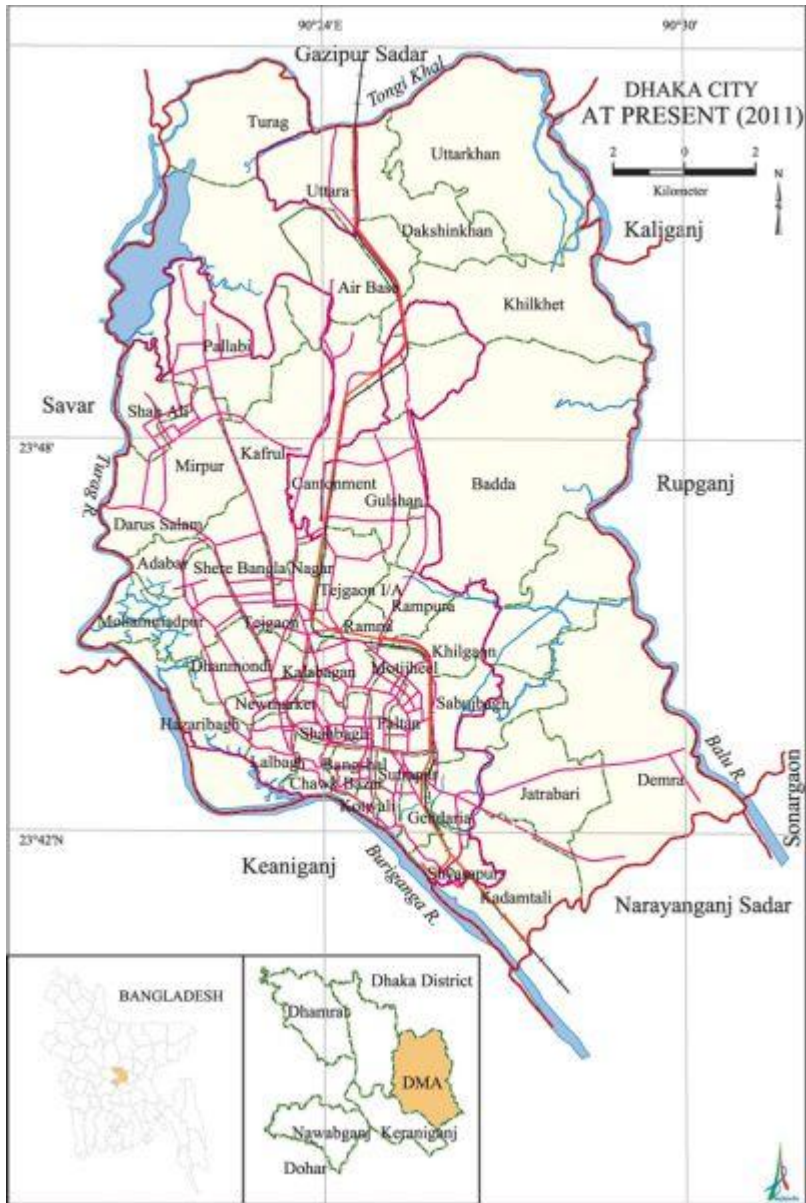 90°24'E
90°30'
Gazipur Sadar
Tongi Khal
DHAKA CITY
AT PRESENT (2011)
2 0 2
Kilometer
N
Turag
Uttarkhan
Uttara
Dakshinkhan
Kaliganj
Air Base
Khilkhet
Pallabi
Savar
Shah Ali
23°48'
Kafrul
Mirpur
Cantonment
Gulshan
Badda
Rupganj
Turag R.
Darus Salam
Adabar
Shere Bangla Nagar
Tejgaon I/A
Rampura
Mohammadpur
Tejgaon
Ramna
Khilgaon
Dhanmondi
Kalabagan
Motijheel
Newmarket
Sabujbagh
Hazaribagh
Shahbagh
Paltan
Lalbagh
Bangshal
Sutrapur
Balu R.
Chawk Bazar
Jatrabari
Demra
Kotwali
Gendaria
Sonargaon
23°42'N
Keaniganj
Buriganga R.
Shyampur
Kadamtali
Narayanganj Sadar
BANGLADESH
Dhaka District
Dhamrai
DMA
Nawabganj
Keraniganj
Dohar